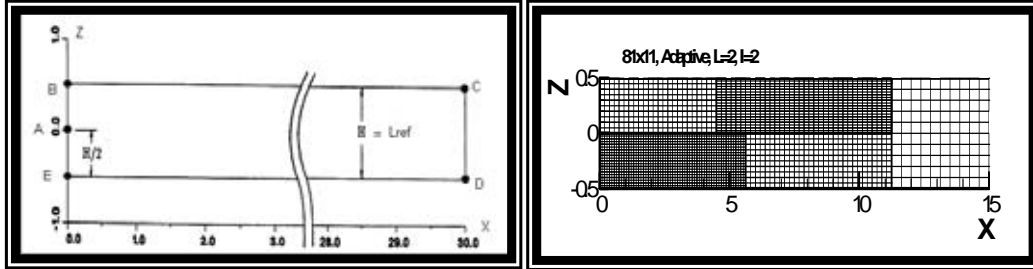 1.0
Z
B
C
A
0.0
H/2
H = Lref
E
D
-1.0
X
0.0
1.0
2.0
3.0
28.0
29.0
30.0
81x11, Adaptive, L=2, I=2
Z
0.5
0
-0.5
0
5
10
15
X